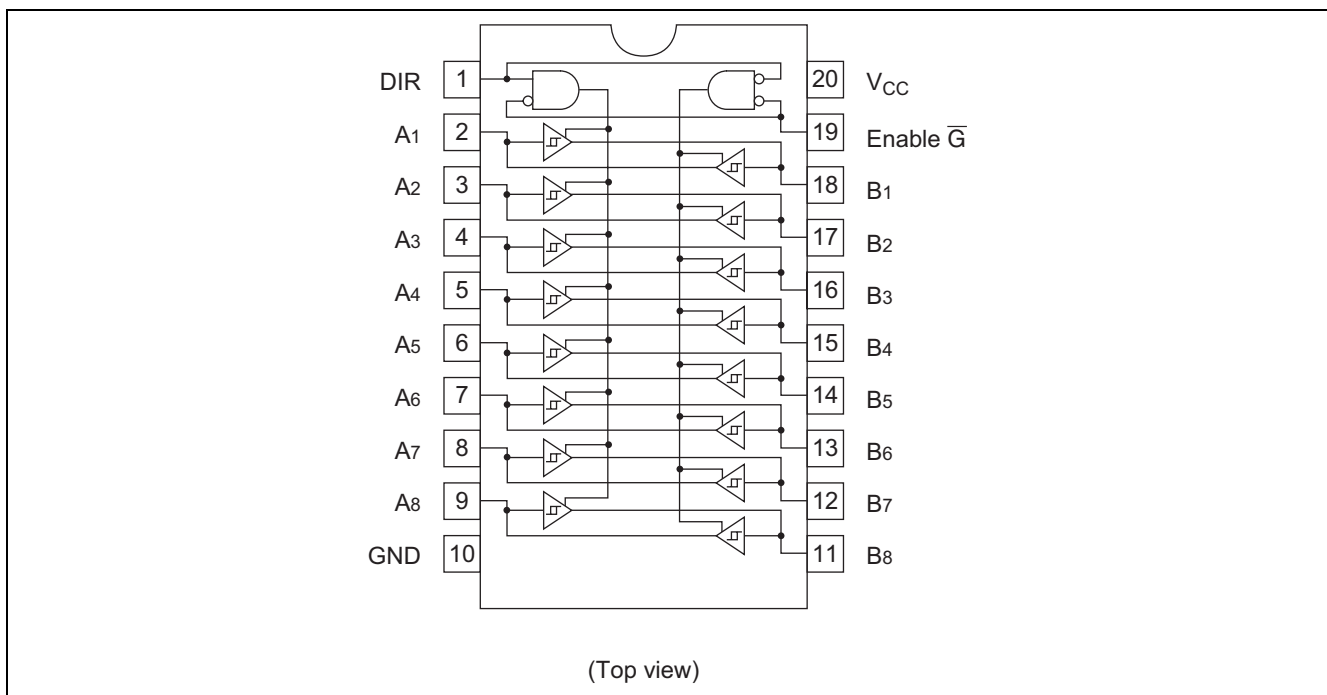 DIR 1 20 VCC
A1 2 19 Enable G̅
A2 3 18 B1
A3 4 17 B2
A4 5 16 B3
A5 6 15 B4
A6 7 14 B5
A7 8 13 B6
A8 9 12 B7
GND 10 11 B8
(Top view)